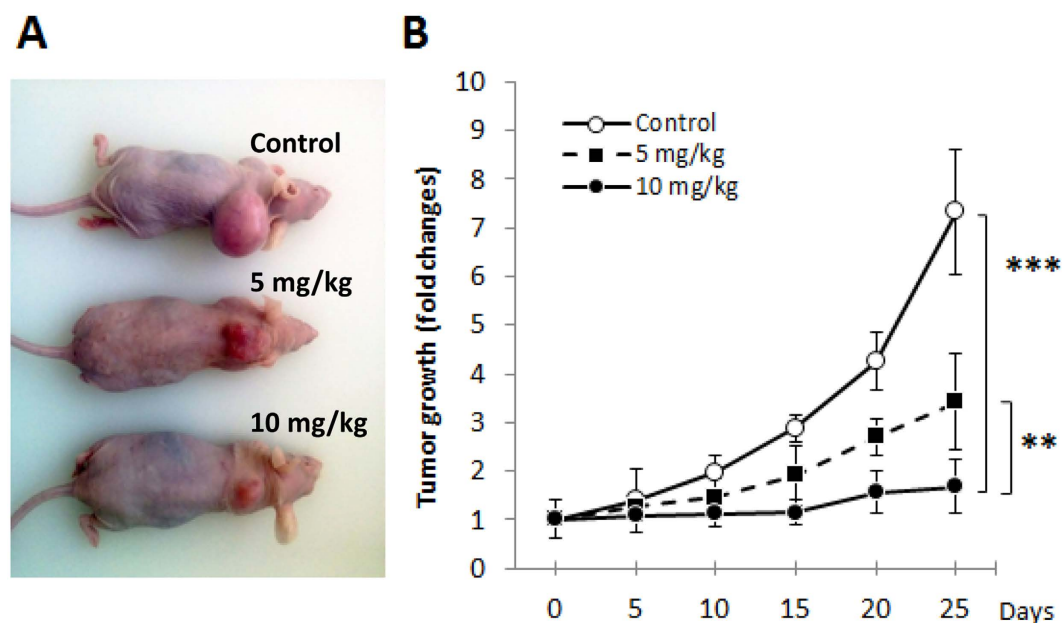 A
Control
5 mg/kg
10 mg/kg
B
Tumor growth (fold changes)
10
9
8
7
6
5
4
3
2
1
0
Control
5 mg/kg
10 mg/kg
***
**
0 5 10 15 20 25 Days